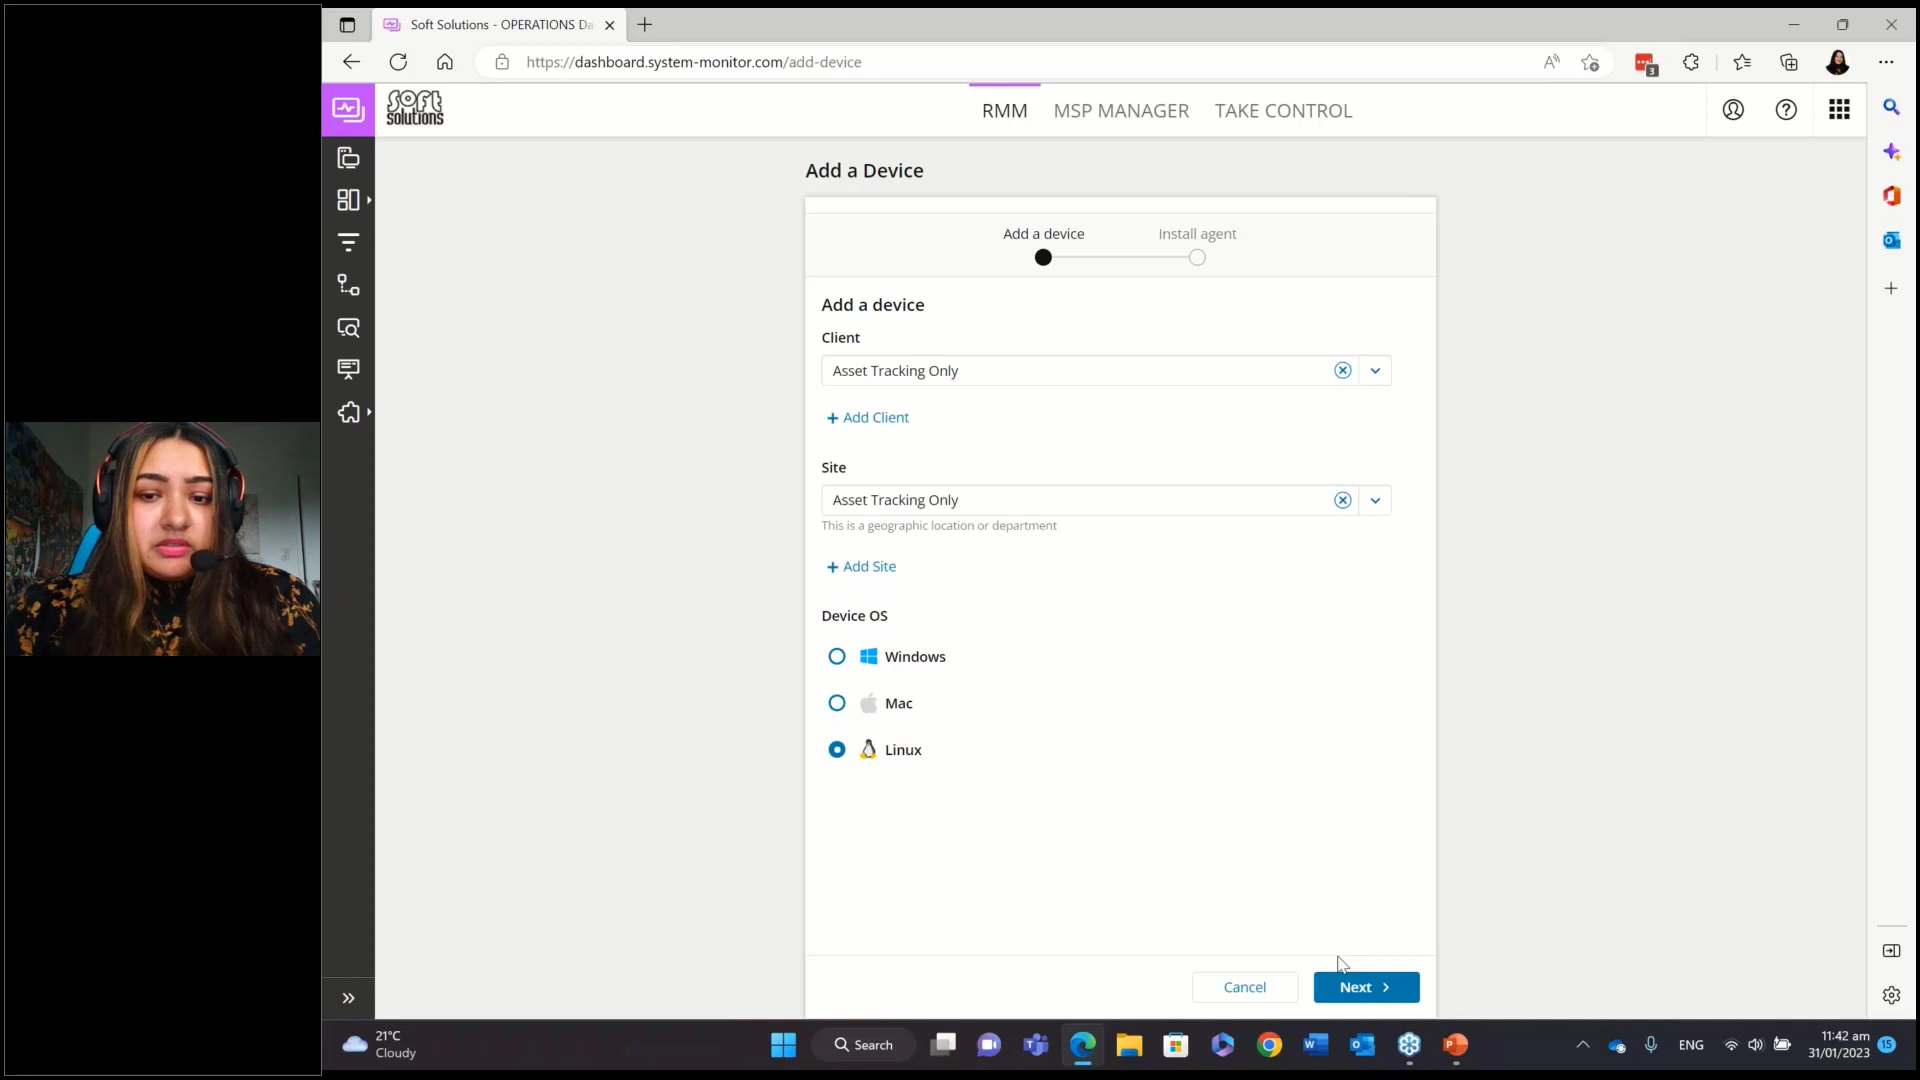 Soft Solutions - OPERATIONS Da
https://dashboard.system-monitor.com/add-device
3
soft
solutions
RMM
MSP MANAGER
TAKE CONTROL
Add a Device
Add a device
Install agent
Add a device
Client
Asset Tracking Only
+ Add Client
Site
Asset Tracking Only
This is a geographic location or department
+ Add Site
Device OS
Windows
Mac
Linux
Cancel
Next
21°C
Cloudy
Search
ENG
11:42 am
31/01/2023
15